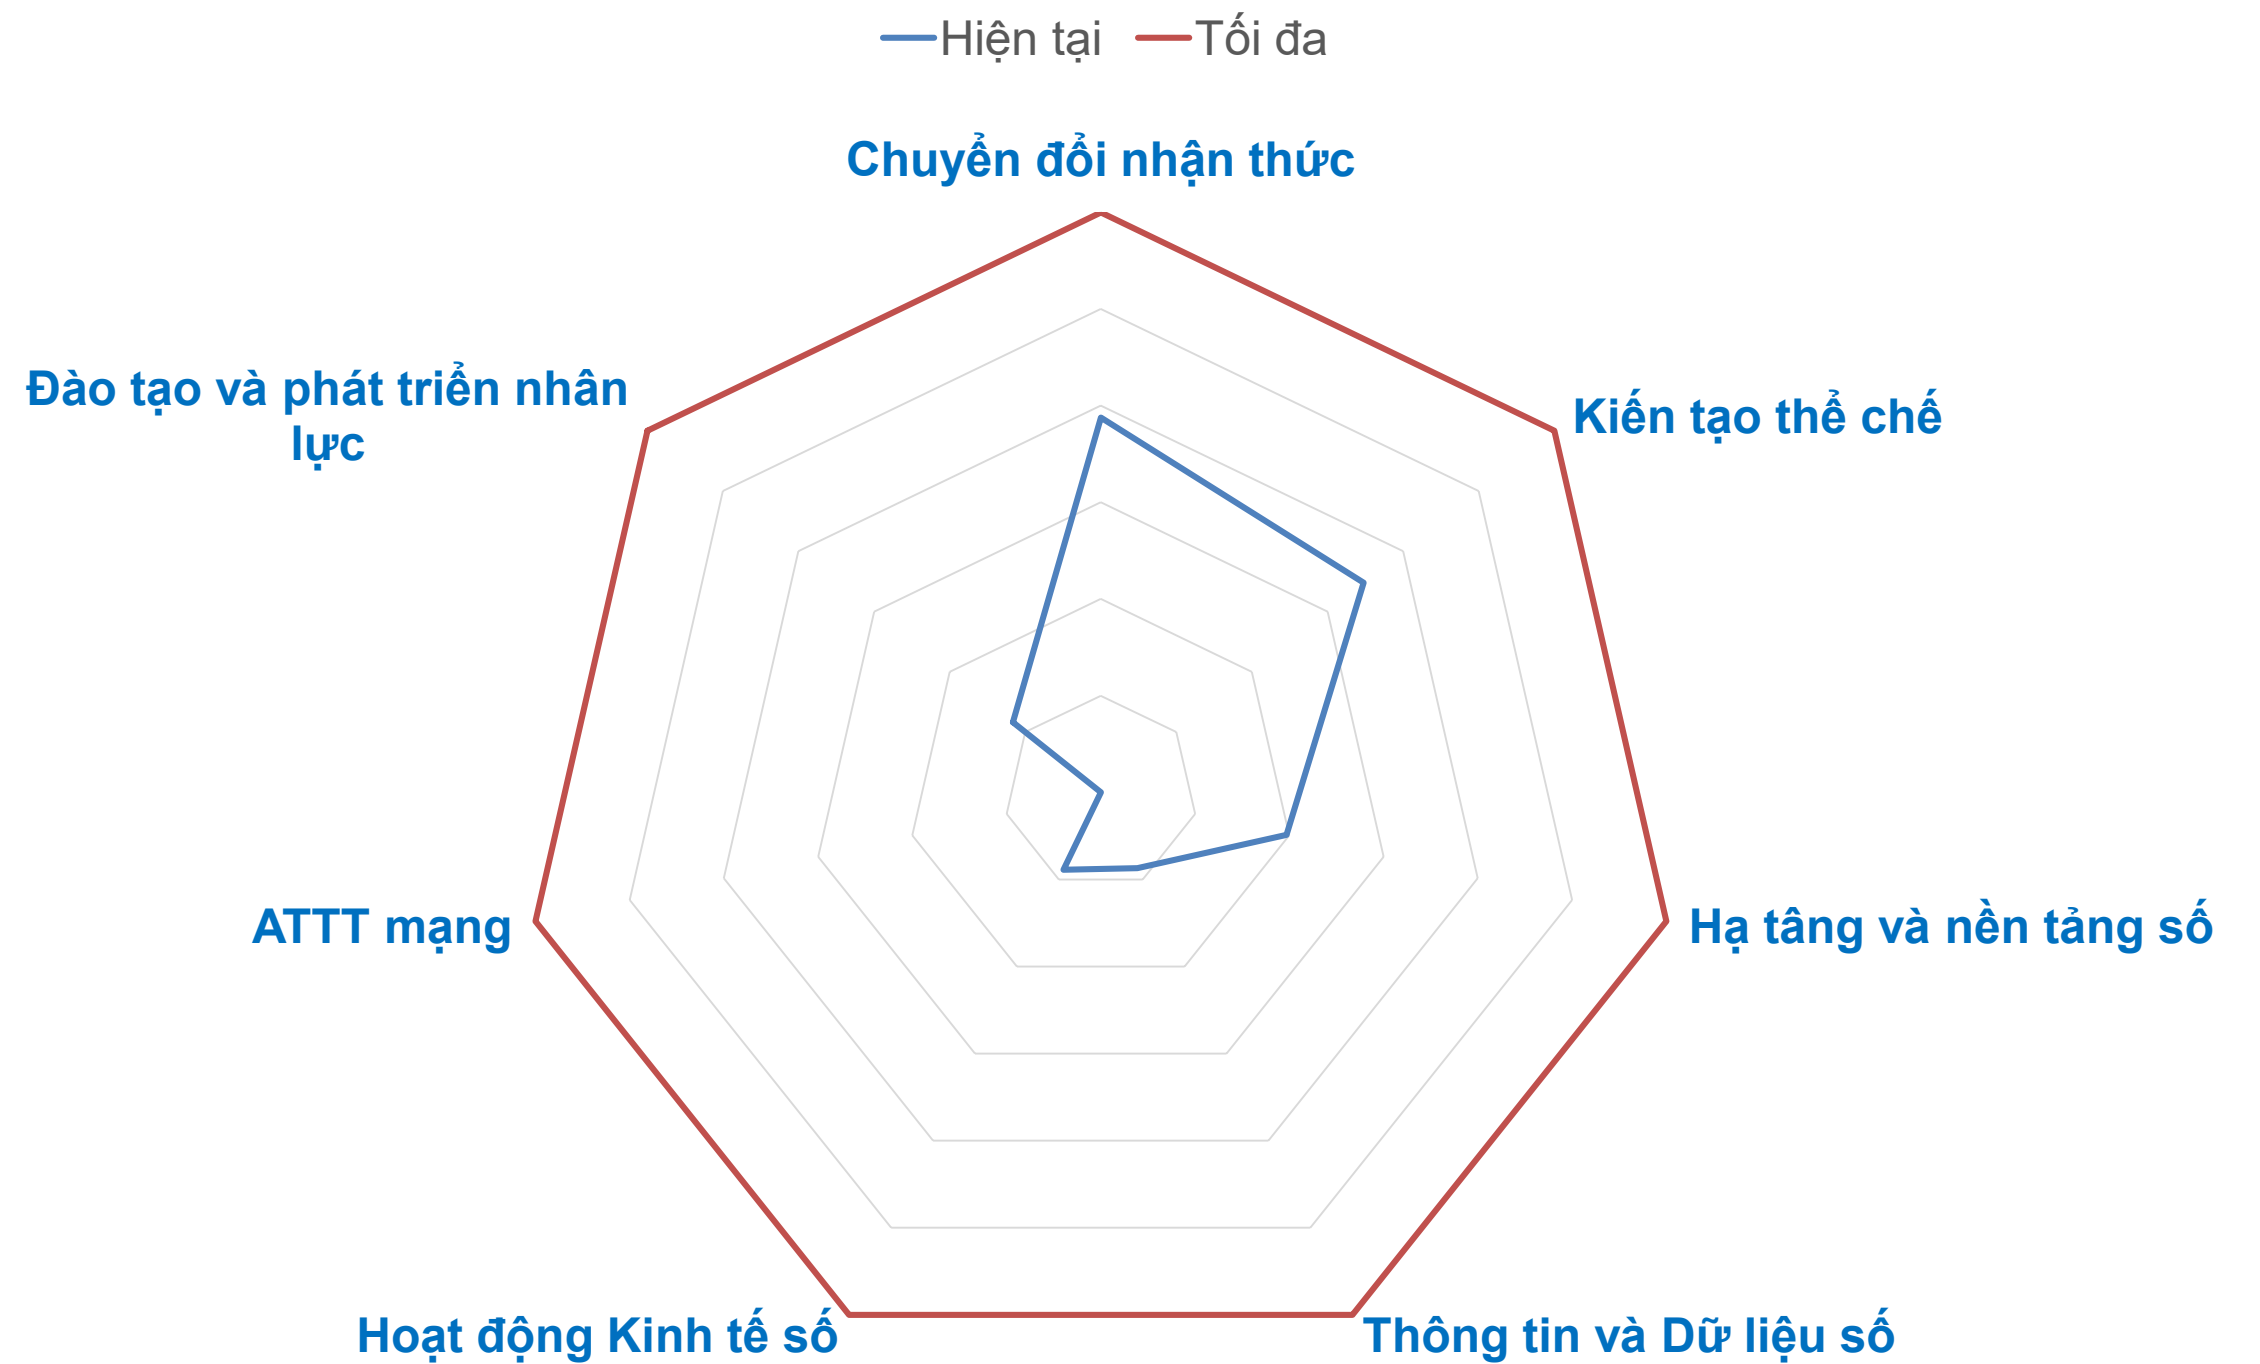 Hiện tại Tối đa
Chuyển đổi nhận thức
Đào tạo và phát triển nhân
lực
Kiến tạo thể chế
ATTT mạng
Hạ tâng và nền tảng số
Hoạt động Kinh tế số
Thông tin và Dữ liệu số